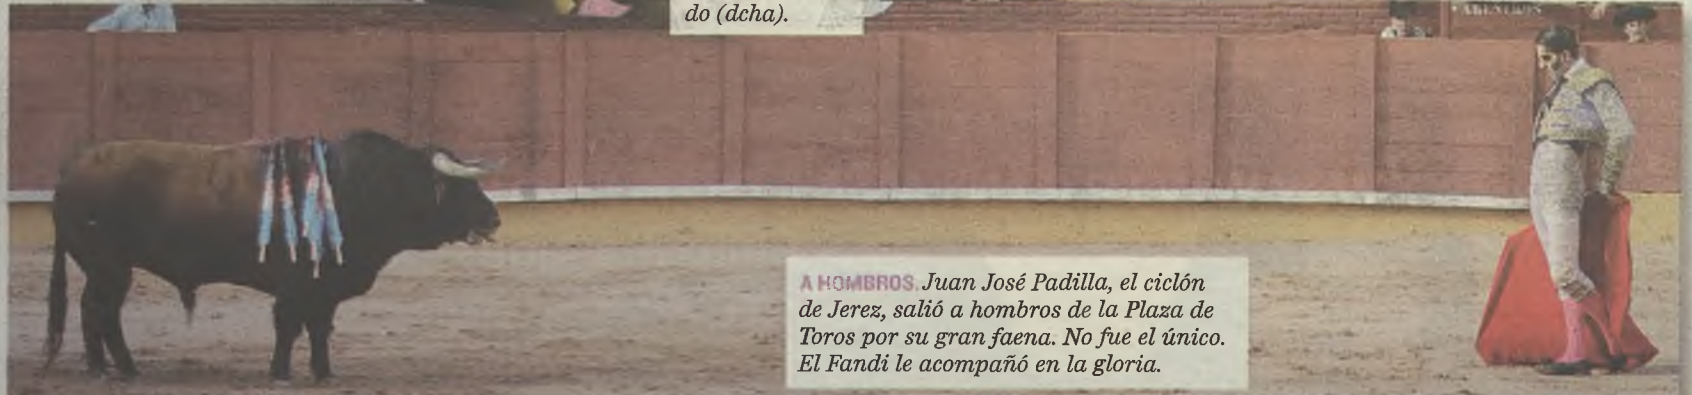 do (dcha).
A HOMBROS. Juan José Padilla, el ciclón
de Jerez, salió a hombros de la Plaza de
Toros por su gran faena. No fue el único.
El Fandi le acompañó en la gloria.